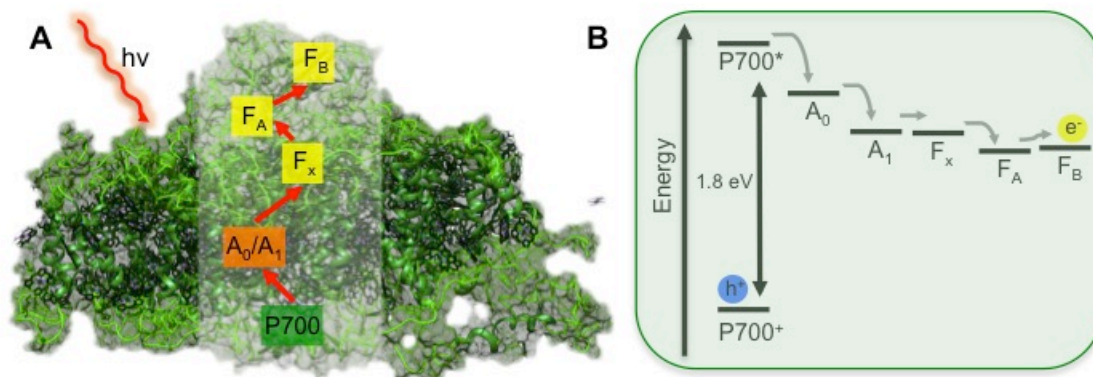 A
hν
F_B
F_A
F_x
A_0/A_1
P700
B
Energy
P700*
A_0
A_1
F_x
F_A
F_B
e⁻
1.8 eV
h⁺
P700⁺